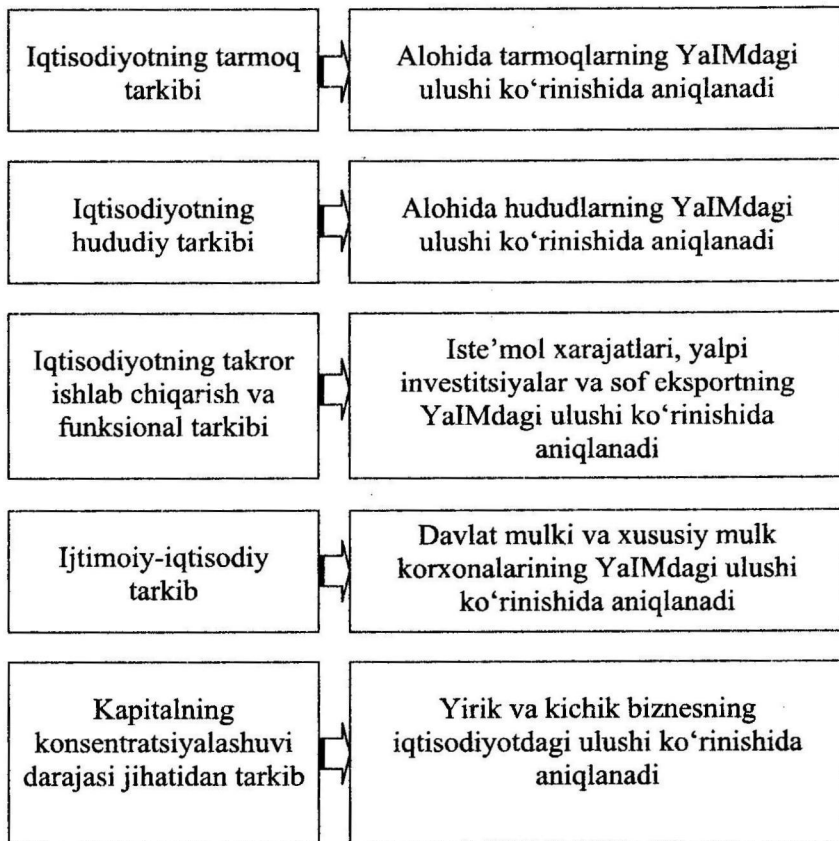 Iqtisodiyotning tarmoq
tarkibi
Alohida tarmoqlarning YaIMdagi
ulushi ko‘rinishida aniqlanadi
Iqtisodiyotning
hududiy tarkibi
Alohida hududlarning YaIMdagi
ulushi ko‘rinishida aniqlanadi
Iqtisodiyotning takror
ishlab chiqarish va
funksional tarkibi
Iste’mol xarajatlari, yalpi
investitsiyalar va sof eksportning
YaIMdagi ulushi ko‘rinishida
aniqlanadi
Ijtimoiy-iqtisodiy
tarkib
Davlat mulki va xususiy mulk
korxonalarining YaIMdagi ulushi
ko‘rinishida aniqlanadi
Kapitalning
konsentratsiyalashuvi
darajasi jihatidan tarkib
Yirik va kichik biznesning
iqtisodiyotdagi ulushi ko‘rinishida
aniqlanadi